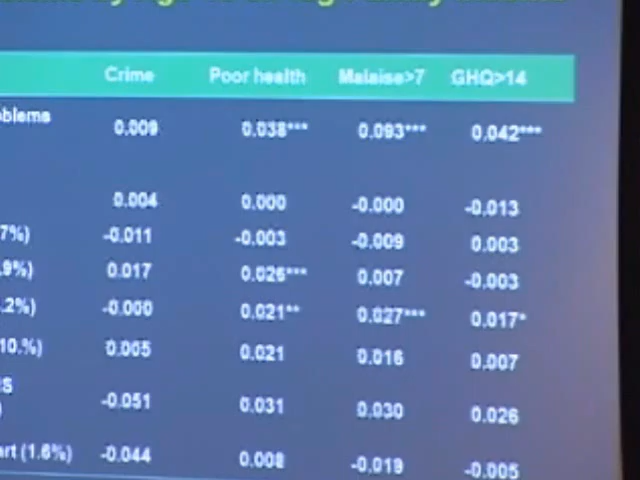 Crime Poor health Malaise>7 GHQ>14
oblems 0.009 0.038*** 0.093*** 0.042***
0.004 0.000 -0.000 -0.013
7%) -0.011 -0.003 -0.009 0.003
.9%) 0.017 0.026*** 0.007 -0.003
.2%) -0.000 0.021** 0.027*** 0.017*
10.%) 0.005 0.021 0.016 0.007
S
) -0.051 0.031 0.030 0.026
art (1.6%) -0.044 0.008 -0.019 -0.005